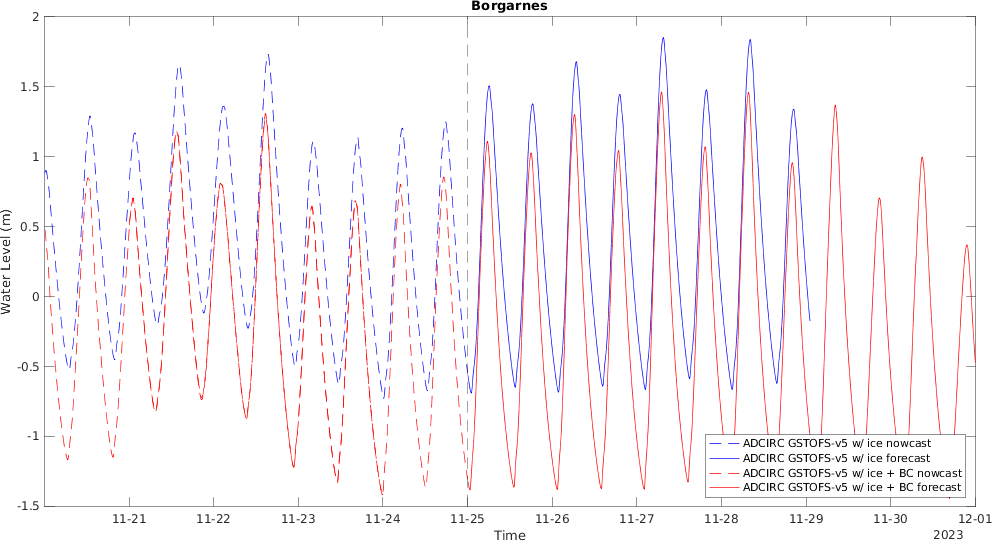 Borgarnes
2
1.5
1
0.5
0
-0.5
-1
-1.5
Water Level (m)
11-21
11-22
11-23
11-24
11-25
11-26
11-27
11-28
11-29
11-30
12-01
Time
2023
ADCIRC GSTOFS-v5 w/ ice nowcast
ADCIRC GSTOFS-v5 w/ ice forecast
ADCIRC GSTOFS-v5 w/ ice + BC nowcast
ADCIRC GSTOFS-v5 w/ ice + BC forecast